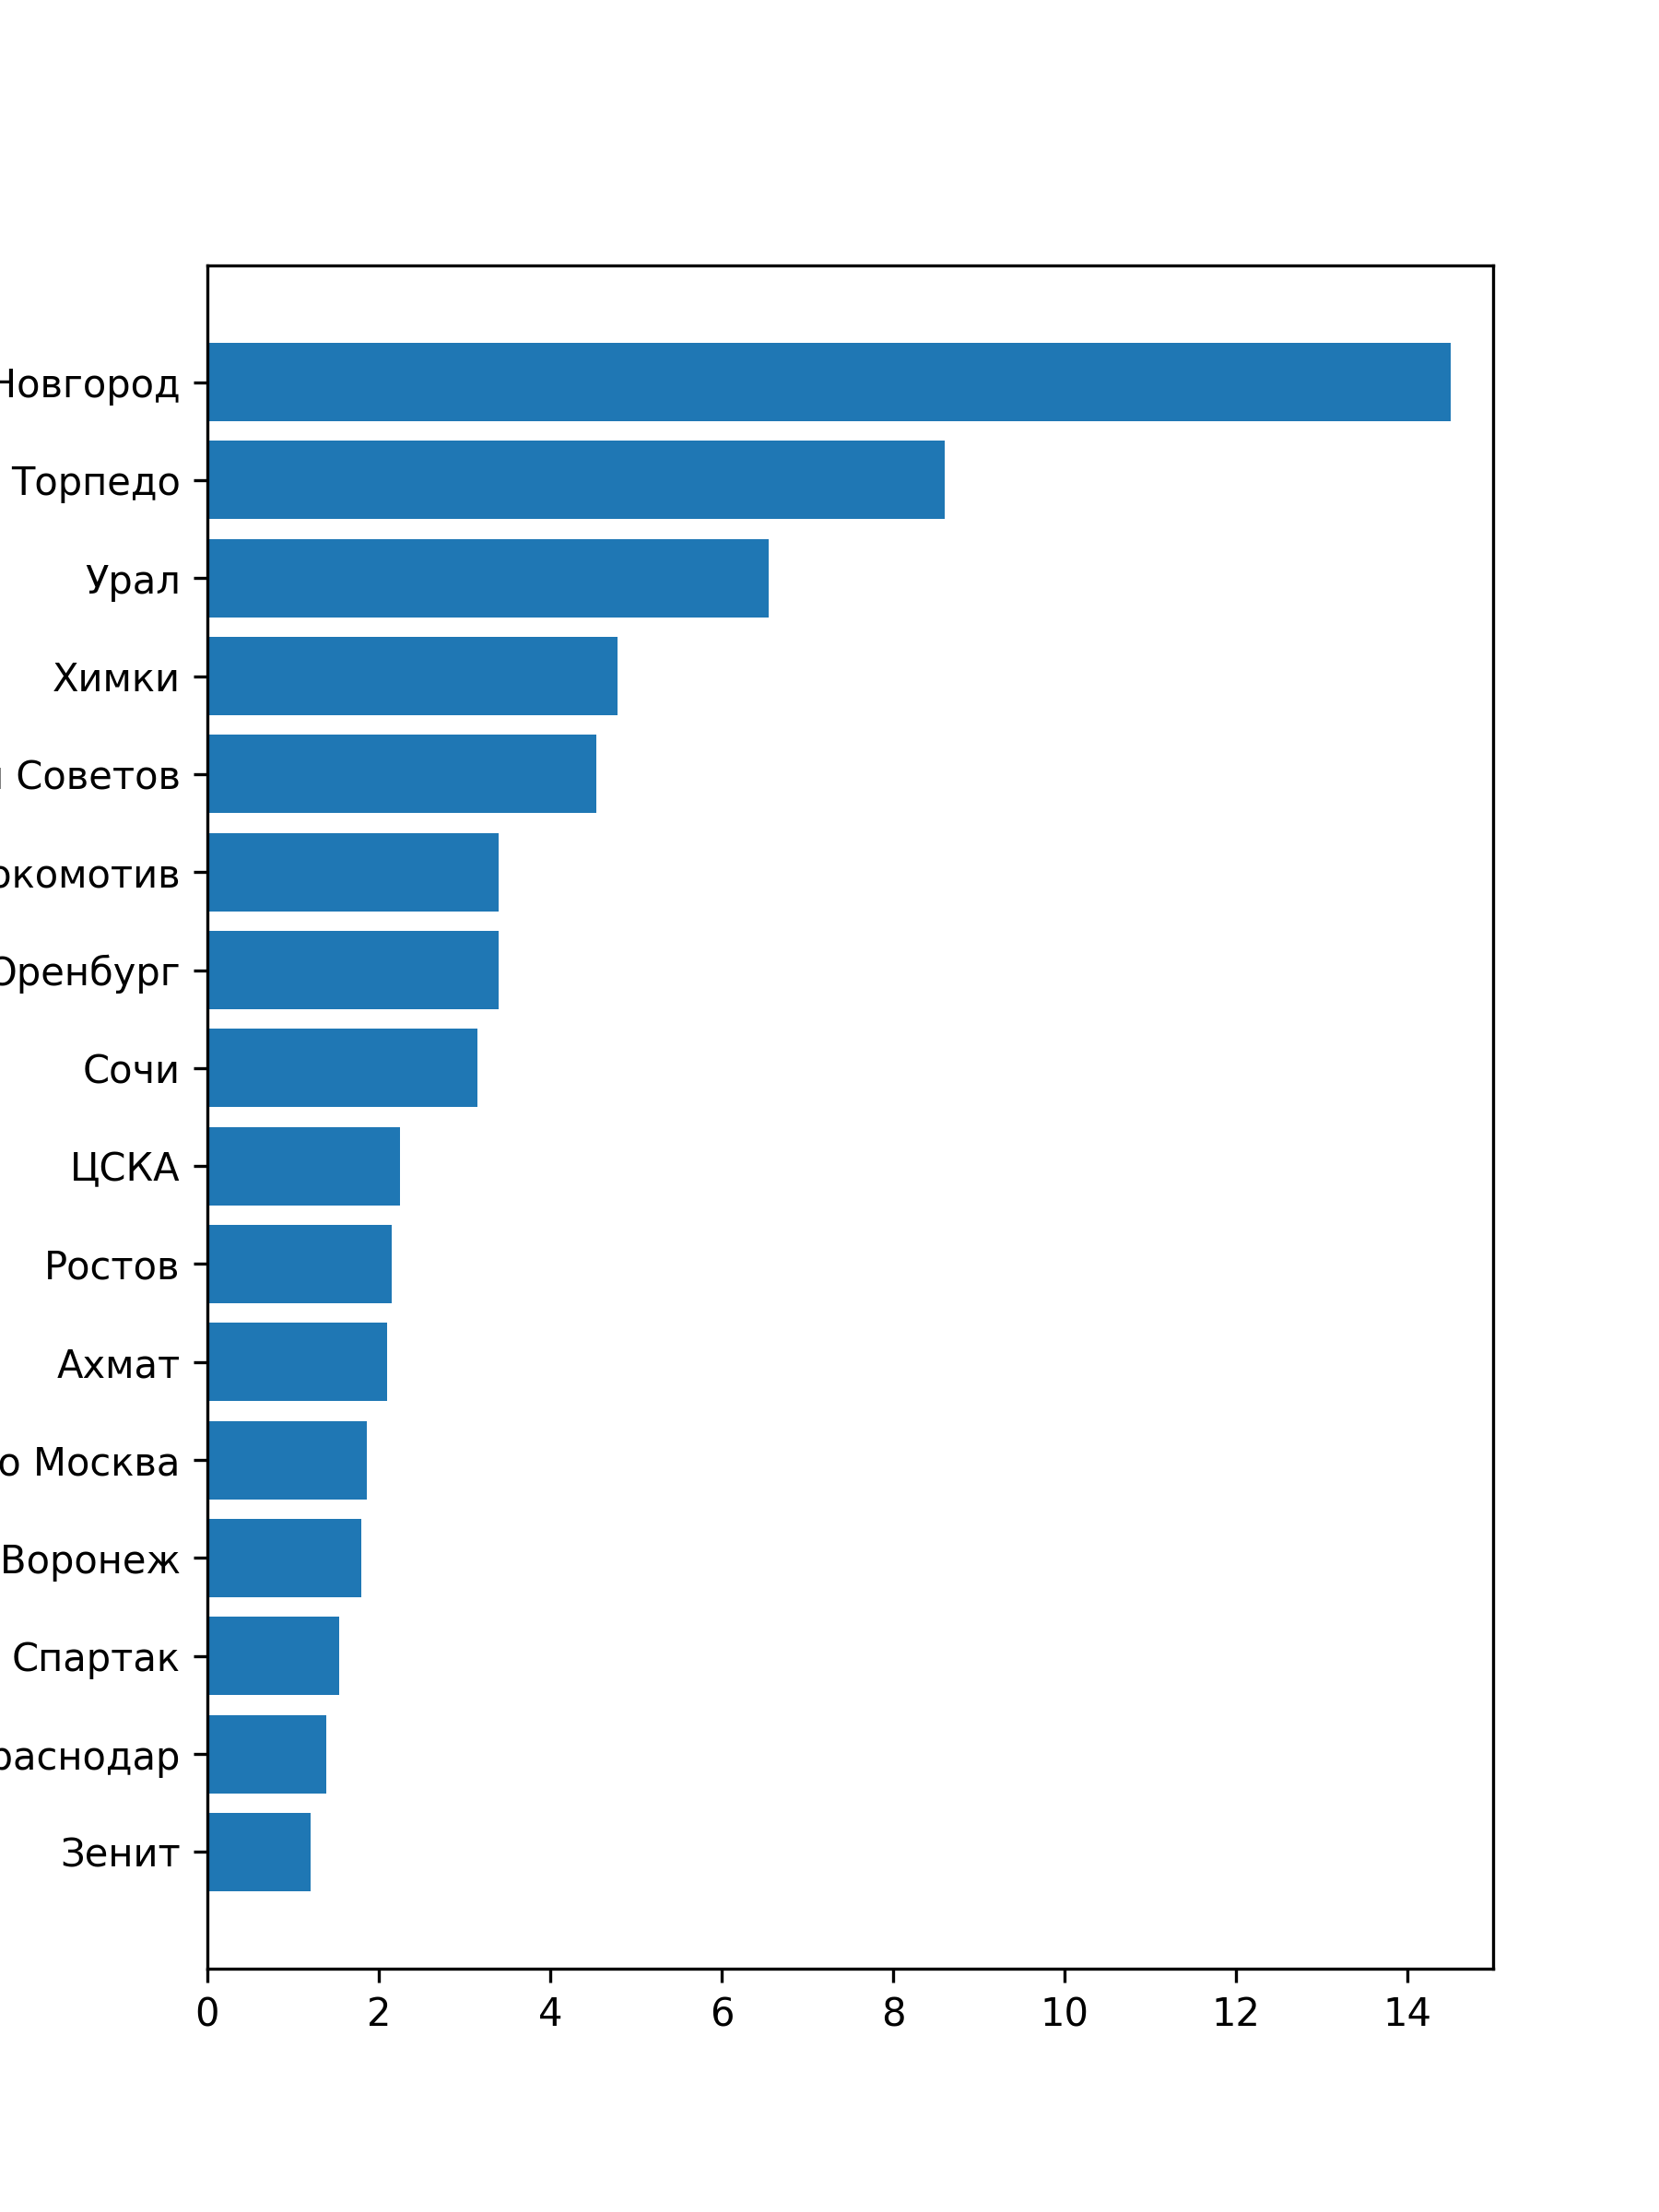 Новгород
Торпедо
Урал
Химки
Советов
окомотив
Оренбург
Сочи
ЦСКА
Ростов
Ахмат
о Москва
Воронеж
Спартак
раснодар
Зенит
0 2 4 6 8 10 12 14